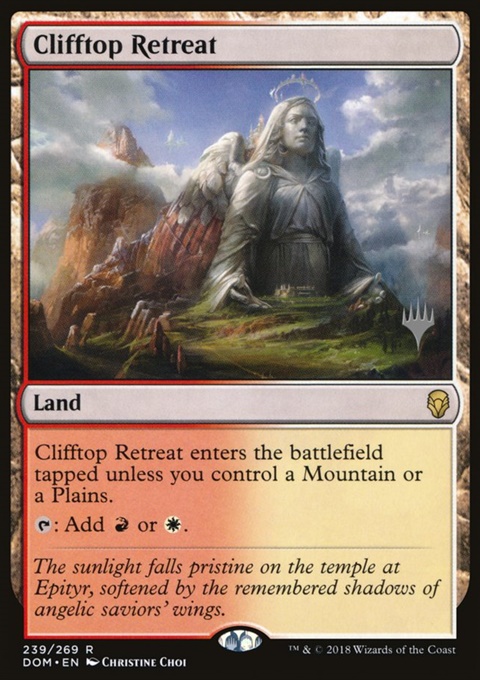 Clifftop Retreat
Land
Clifftop Retreat enters the battlefield
tapped unless you control a Mountain or
a Plains.
: Add or .
The sunlight falls pristine on the temple at
Epityr, softened by the remembered shadows of
angelic saviors' wings.
239/269 R
DOM • EN Christine Choi
™ & © 2018 Wizards of the Coast